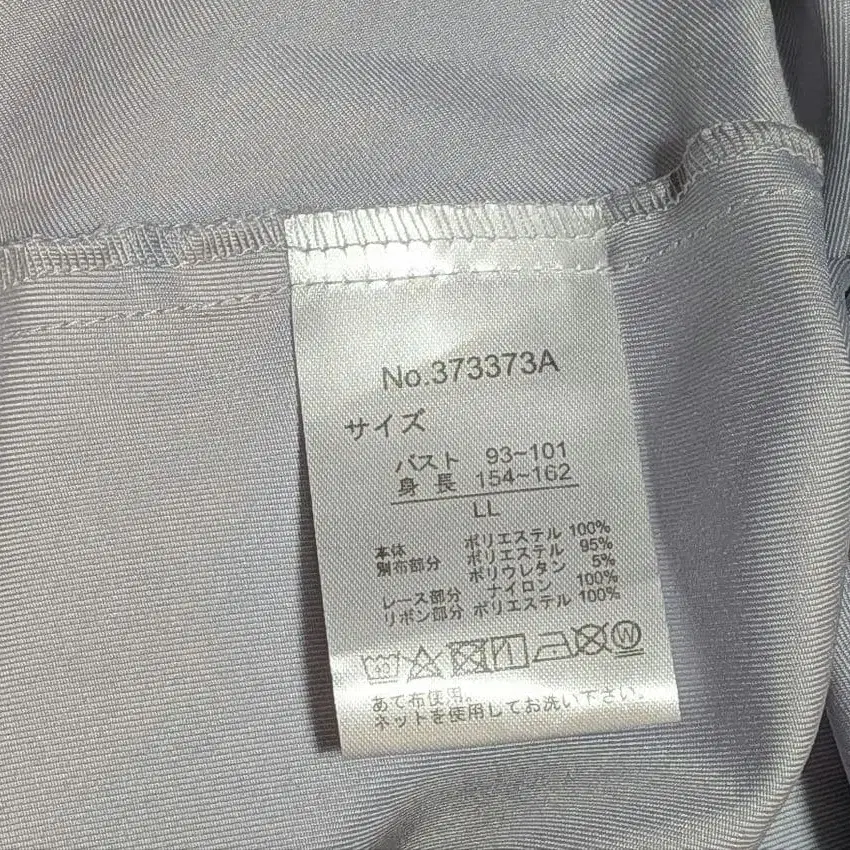 No.373373A
サイズ
バスト 93~101
身長 154~162
LL
本体 ポリエステル 100%
別布部分 ポリエステル 95%
ポリウレタン 5%
レース部分 ナイロン 100%
リボン部分 ポリエステル 100%
あて布使用。
ネットを使用してお洗い下さい。